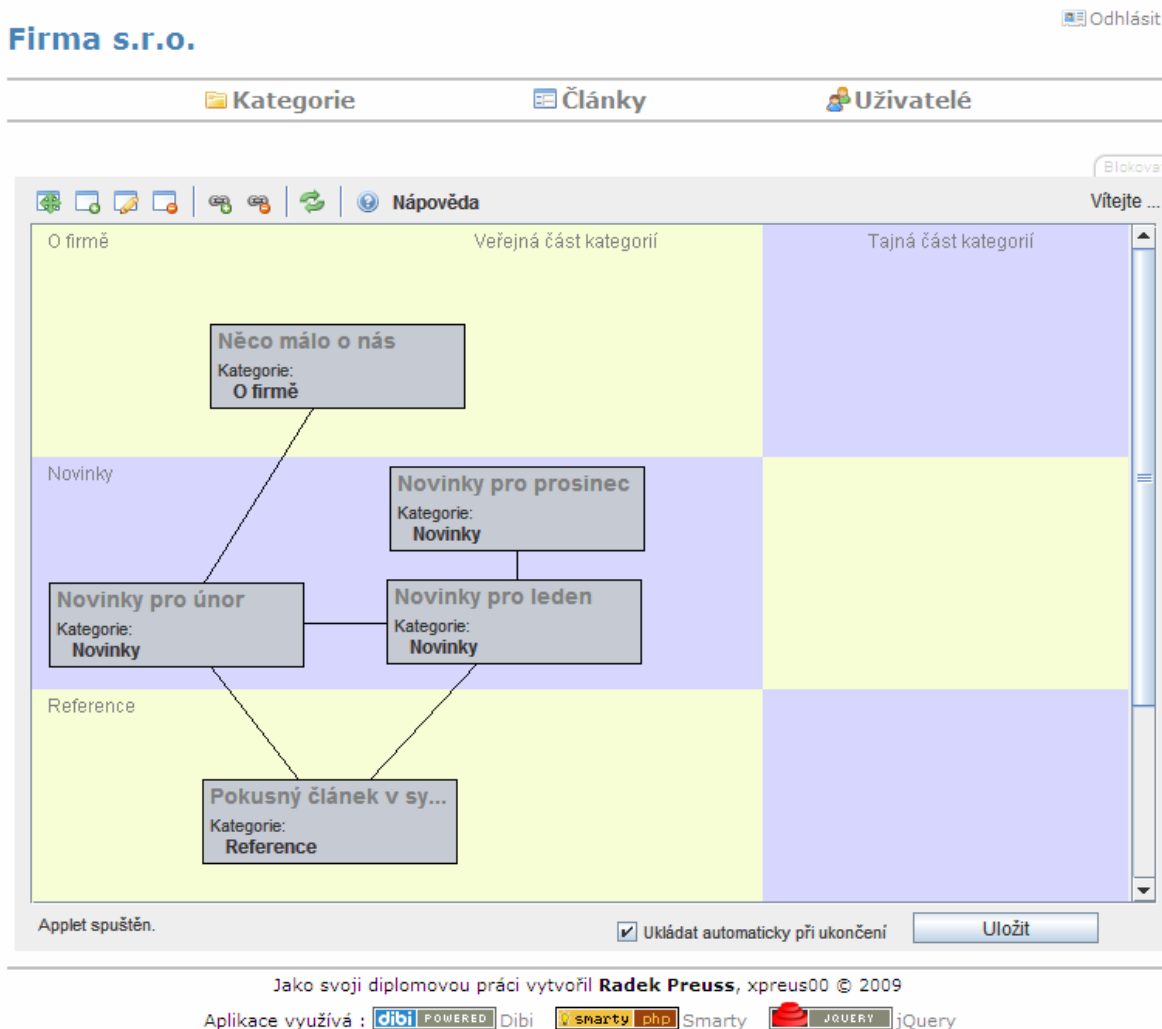 Odhlásit
Firma s.r.o.
Kategorie Články Uživatelé
Nápověda Vítejte ...
O firmě Veřejná část kategorií Tajná část kategorií
Něco málo o nás
Kategorie:
O firmě
Novinky
Novinky pro prosinec
Kategorie:
Novinky
Novinky pro únor
Kategorie:
Novinky
Novinky pro leden
Kategorie:
Novinky
Reference
Pokusný článek v sy...
Kategorie:
Reference
Applet spuštěn.
Ukládat automaticky při ukončení Uložit
Jako svoji diplomovou práci vytvořil Radek Preuss, xpreus00 © 2009
Aplikace využívá : dibi POWERED Dibi smarty php Smarty JQUERY jQuery